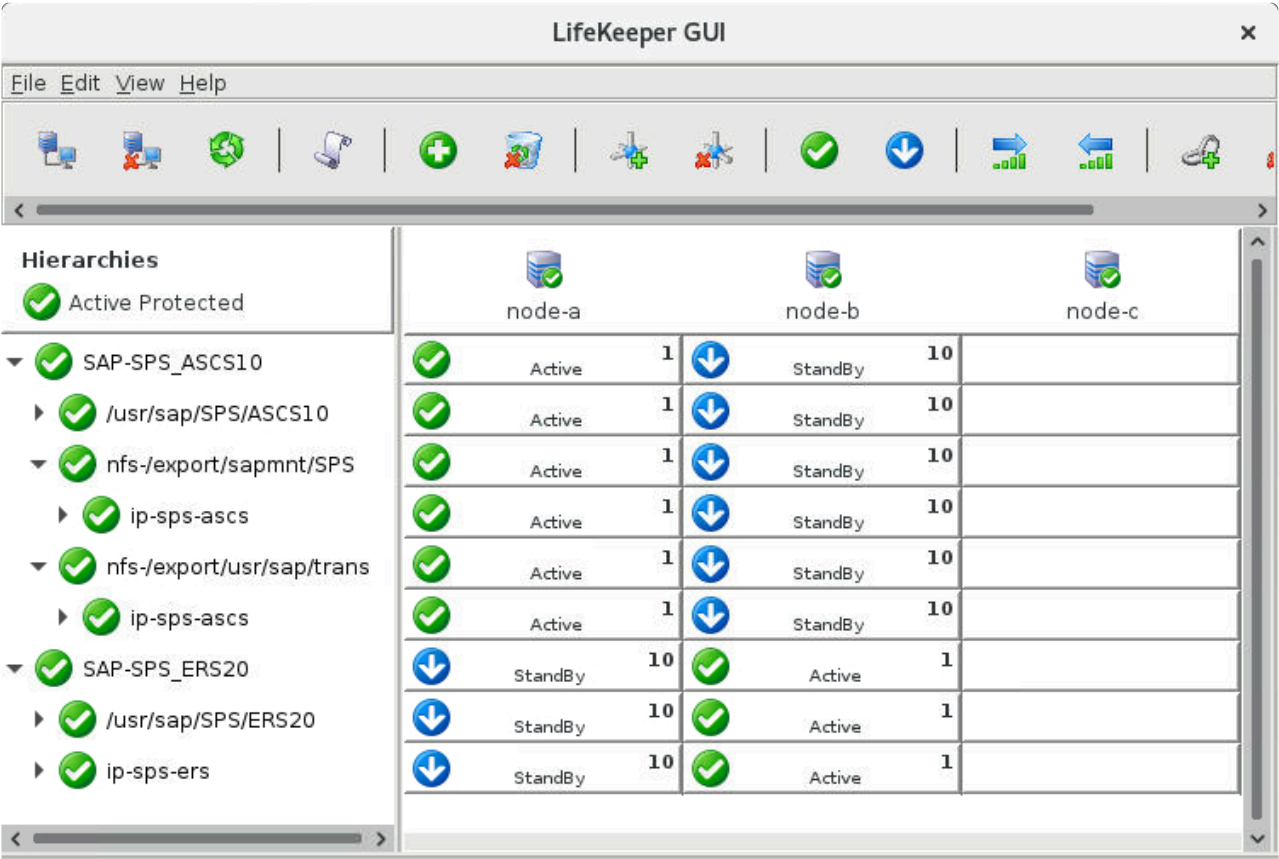 LifeKeeper GUI
File Edit View Help
Hierarchies
Active Protected
node-a node-b node-c
SAP-SPS_ASCS10 Active 1 StandBy 10
/usr/sap/SPS/ASCS10 Active 1 StandBy 10
nfs-/export/sapmnt/SPS Active 1 StandBy 10
ip-sps-ascs Active 1 StandBy 10
nfs-/export/usr/sap/trans Active 1 StandBy 10
ip-sps-ascs Active 1 StandBy 10
SAP-SPS_ERS20 StandBy 10 Active 1
/usr/sap/SPS/ERS20 StandBy 10 Active 1
ip-sps-ers StandBy 10 Active 1